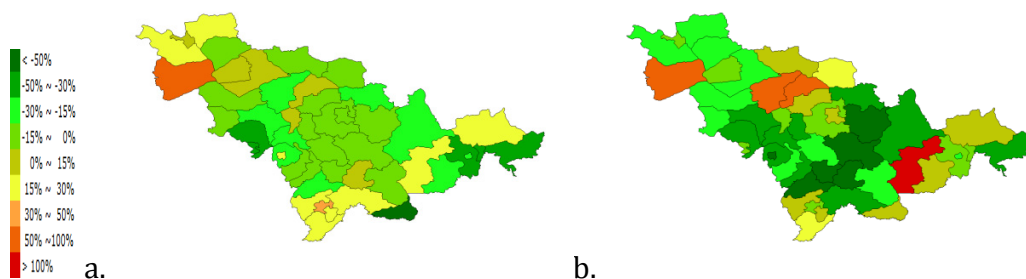 < -50%
-50% ~ -30%
-30% ~ -15%
-15% ~ 0%
0% ~ 15%
15% ~ 30%
30% ~ 50%
50% ~100%
> 100%
a.
b.